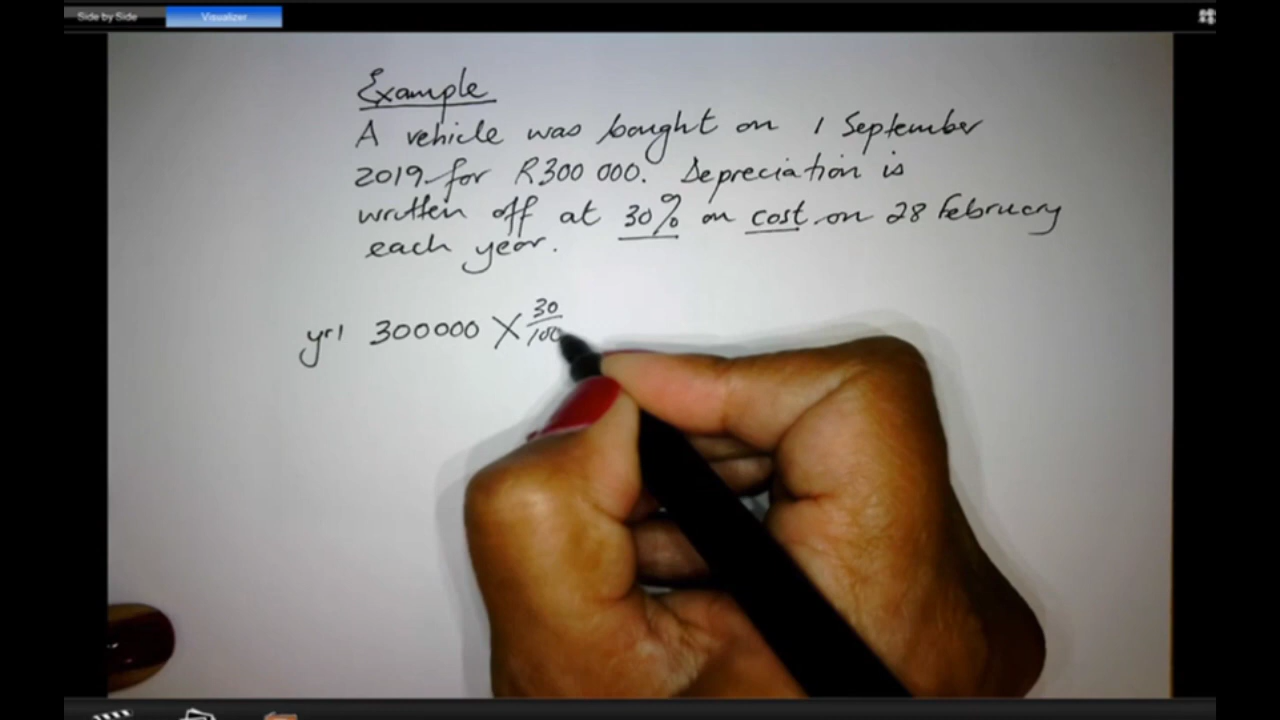 Side by Side Visualizer
Example
A vehicle was bought on 1 September
2019 for R300 000. Depreciation is
written off at 30% on cost on 28 February
each year.
yr1 300000 X 30/100